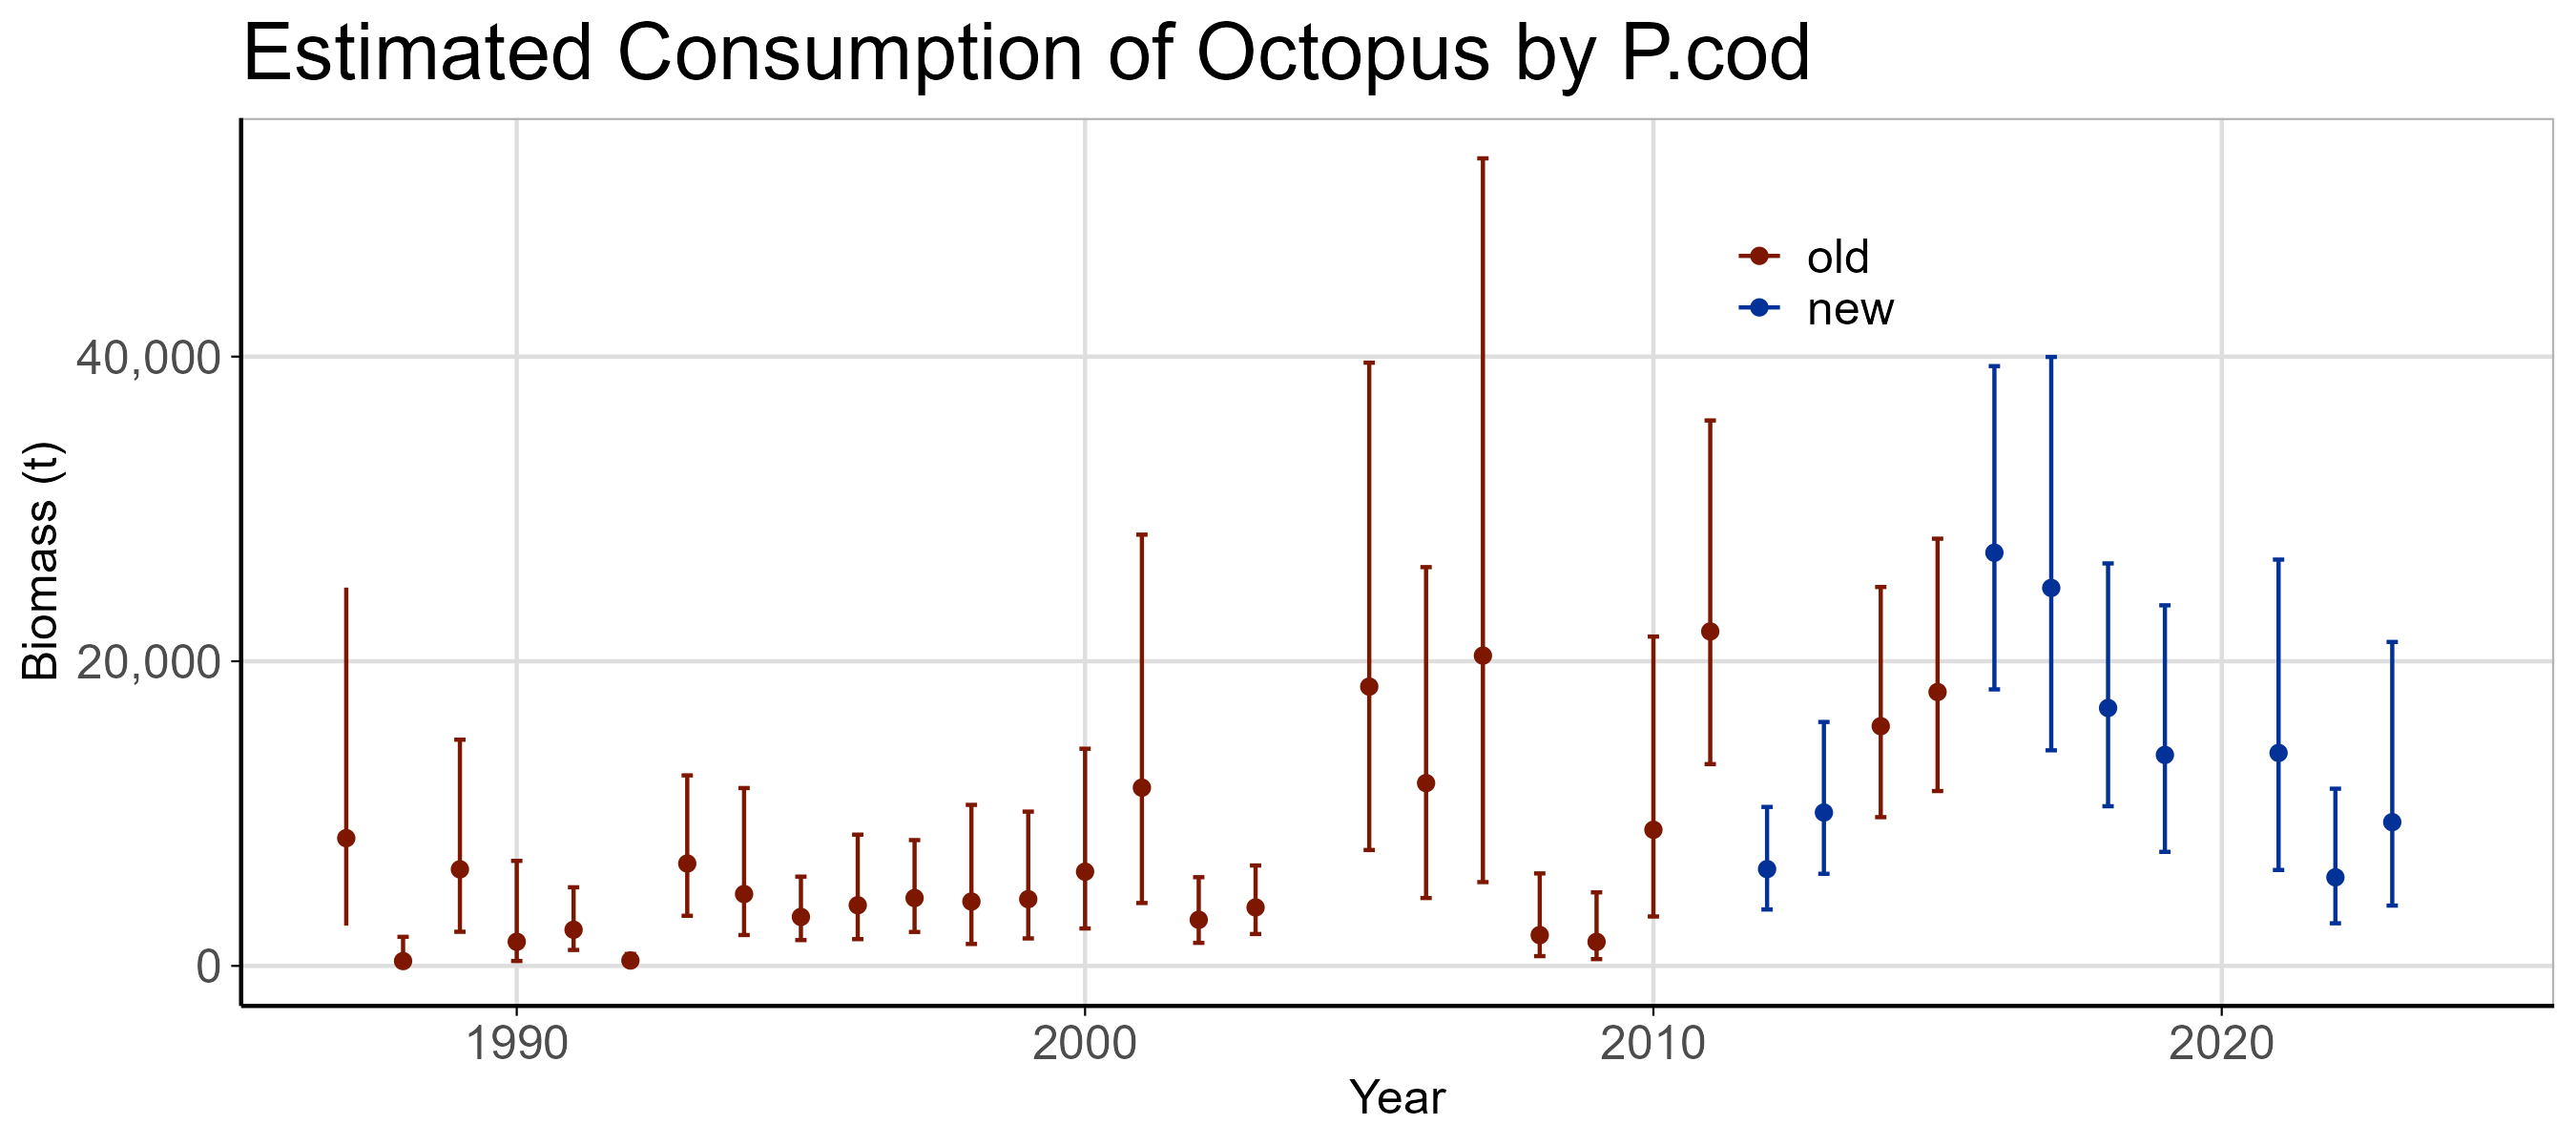 Estimated Consumption of Octopus by P.cod
old
new
40,000
20,000
0
Biomass (t)
1990 2000 2010 2020
Year